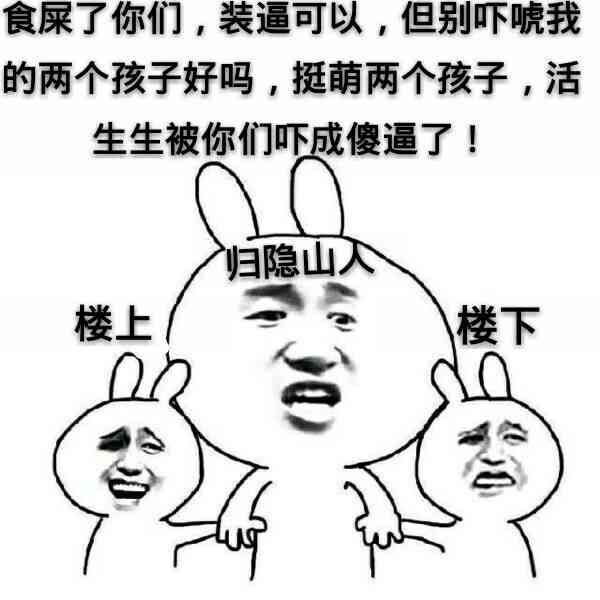 食屎了你们，装逼可以，但别吓唬我
的两个孩子好吗，挺萌两个孩子，活
生生被你们吓成傻逼了！
归隐山人
楼上
楼下